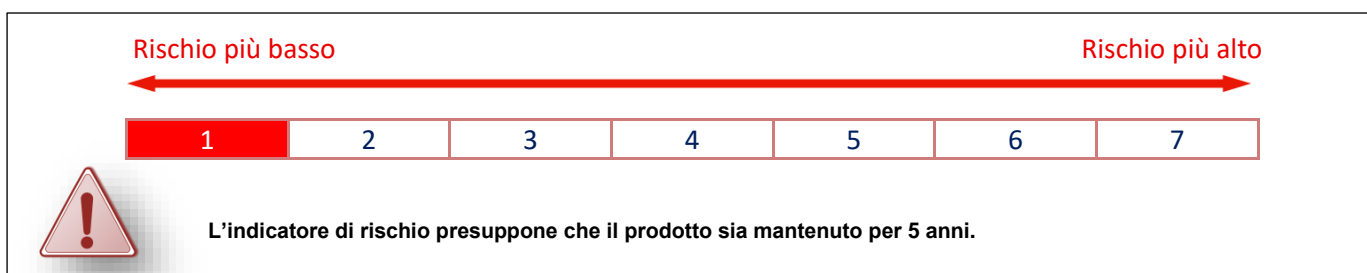 Rischio più basso Rischio più alto
1 2 3 4 5 6 7
L'indicatore di rischio presuppone che il prodotto sia mantenuto per 5 anni.